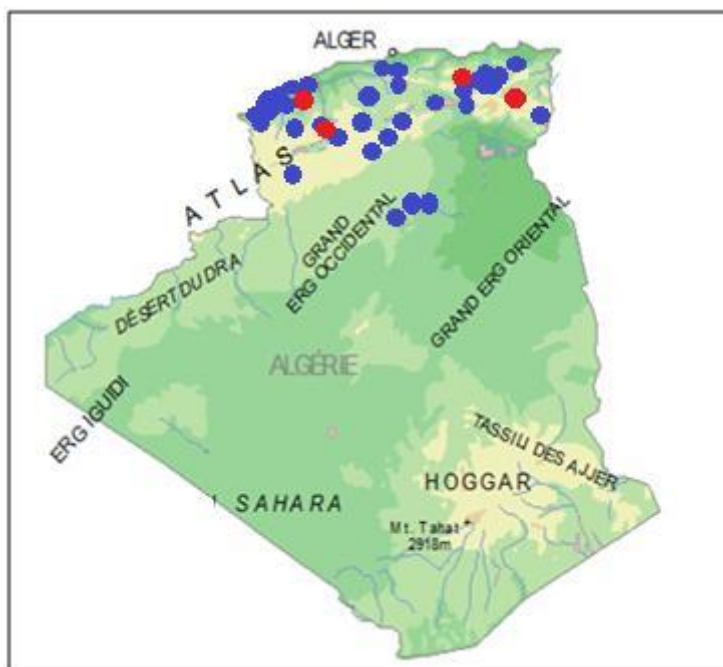 ALGER
ATLAS
GRAND
ERG OCCIDENTAL
DÉSERT DU DRA
GRAND ERG ORIENTAL
ALGÉRIE
ERG IGUIDI
TASSILI DES AJJER
HOGGAR
SAHARA
Mt. Tahat
2918m